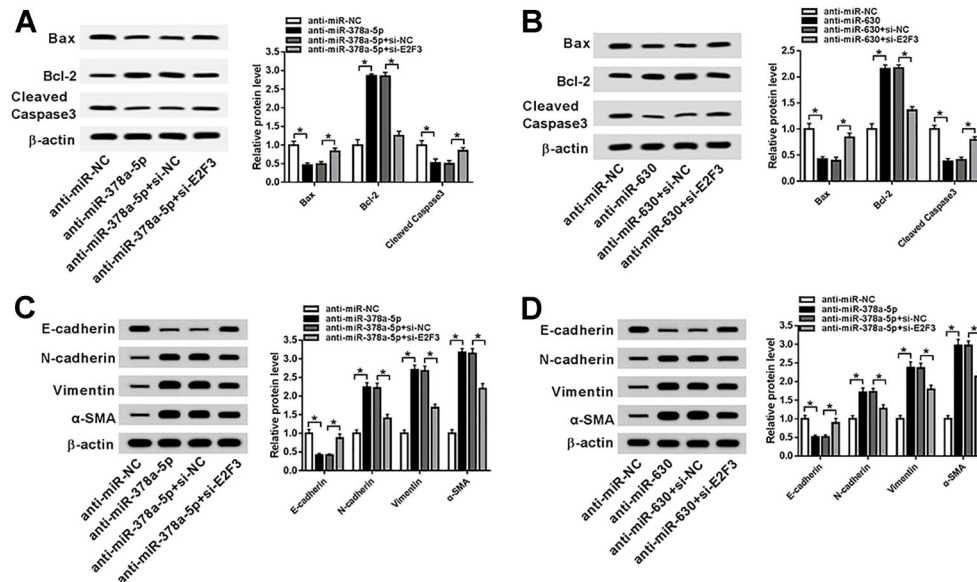 A
Bax
Bcl-2
Cleaved
Caspase3
β-actin
anti-miR-NC
anti-miR-378a-5p
anti-miR-378a-5p+si-NC
anti-miR-378a-5p+si-E2F3
anti-miR-NC
anti-miR-378a-5p
anti-miR-378a-5p+si-NC
anti-miR-378a-5p+si-E2F3
Relative protein level
3.5
3.0
2.5
2.0
1.5
1.0
0.5
0.0
* * * * * *
Bax
Bcl-2
Cleaved Caspase3
B
Bax
Bcl-2
Cleaved
Caspase3
β-actin
anti-miR-NC
anti-miR-630
anti-miR-630+si-NC
anti-miR-630+si-E2F3
anti-miR-NC
anti-miR-630
anti-miR-630+si-NC
anti-miR-630+si-E2F3
Relative protein level
2.5
2.0
1.5
1.0
0.5
0.0
* * * * * *
Bax
Bcl-2
Cleaved Caspase3
C
E-cadherin
N-cadherin
Vimentin
α-SMA
β-actin
anti-miR-NC
anti-miR-378a-5p
anti-miR-378a-5p+si-NC
anti-miR-378a-5p+si-E2F3
anti-miR-NC
anti-miR-378a-5p
anti-miR-378a-5p+si-NC
anti-miR-378a-5p+si-E2F3
Relative protein level
3.5
3.0
2.5
2.0
1.5
1.0
0.5
0.0
* * * * * * * *
E-cadherin
N-cadherin
Vimentin
α-SMA
D
E-cadherin
N-cadherin
Vimentin
α-SMA
β-actin
anti-miR-NC
anti-miR-630
anti-miR-630+si-NC
anti-miR-630+si-E2F3
anti-miR-NC
anti-miR-378a-5p
anti-miR-378a-5p+si-NC
anti-miR-378a-5p+si-E2F3
Relative protein level
3.5
3.0
2.5
2.0
1.5
1.0
0.5
0.0
* * * * * * * *
E-cadherin
N-cadherin
Vimentin
α-SMA